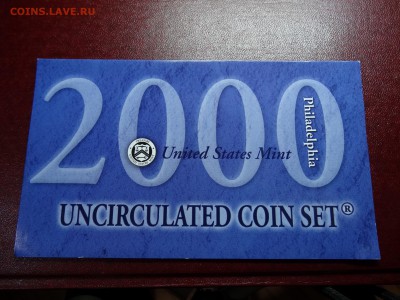 COINS.LAVE.RU
2000
Philadelphia
United States Mint
UNCIRCULATED COIN SET®